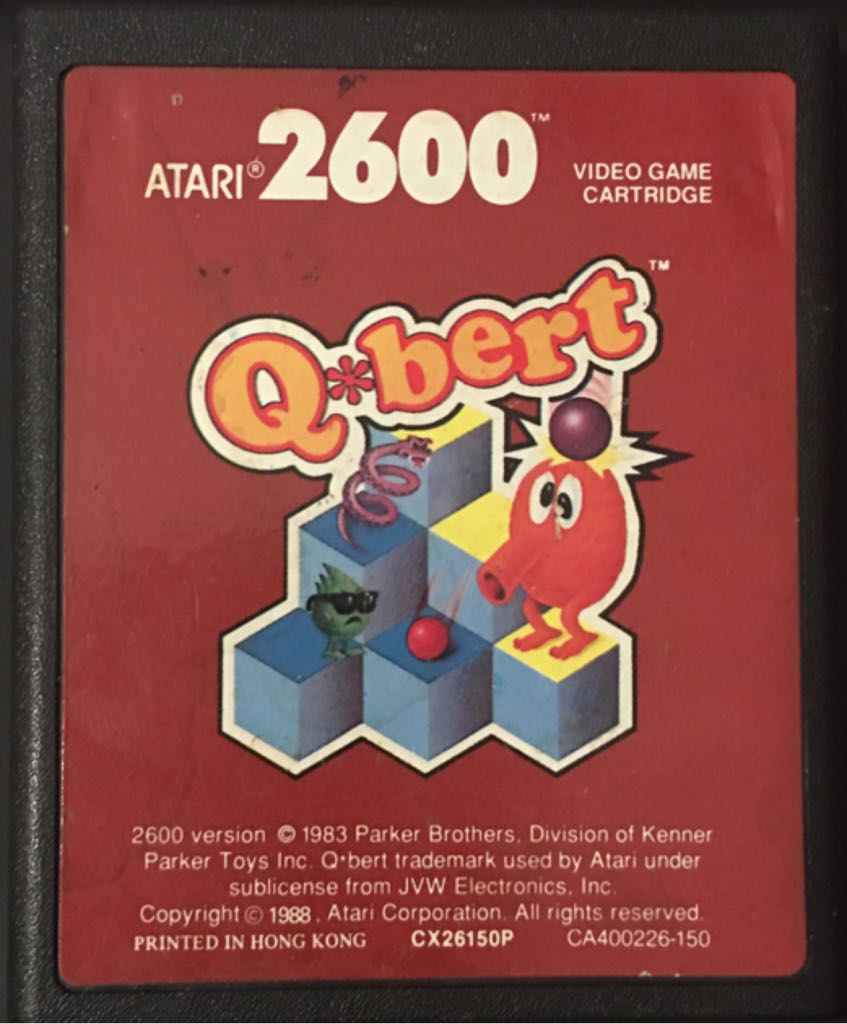 ATARI® 2600™ VIDEO GAME
CARTRIDGE
Q*bert™
2600 version © 1983 Parker Brothers, Division of Kenner
Parker Toys Inc. Q*bert trademark used by Atari under
sublicense from JVW Electronics, Inc.
Copyright © 1988, Atari Corporation. All rights reserved.
PRINTED IN HONG KONG CX26150P CA400226-150